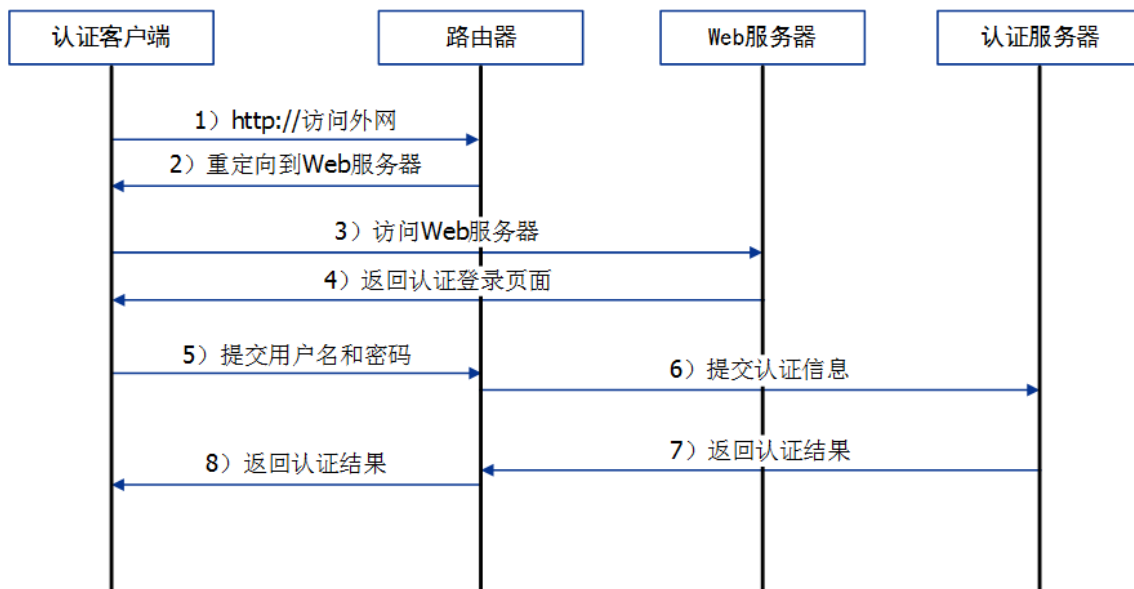 认证客户端
路由器
Web服务器
认证服务器
1）http://访问外网
2）重定向到Web服务器
3）访问Web服务器
4）返回认证登录页面
5）提交用户名和密码
6）提交认证信息
7）返回认证结果
8）返回认证结果